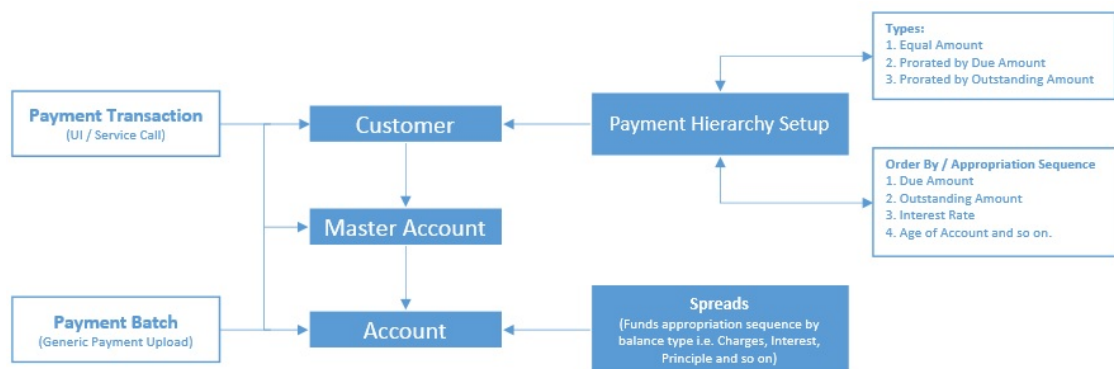 Payment Transaction
(UI / Service Call)
Customer
Payment Hierarchy Setup
Types:
1. Equal Amount
2. Prorated by Due Amount
3. Prorated by Outstanding Amount
Order By / Appropriation Sequence
1. Due Amount
2. Outstanding Amount
3. Interest Rate
4. Age of Account and so on.
Master Account
Payment Batch
(Generic Payment Upload)
Account
Spreads
(Funds appropriation sequence by
balance type i.e. Charges, Interest,
Principle and so on)